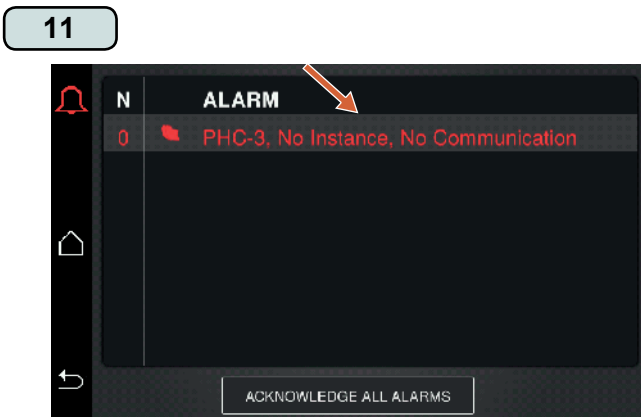 11
N ALARM
0 PHC-3, No Instance, No Communication
ACKNOWLEDGE ALL ALARMS